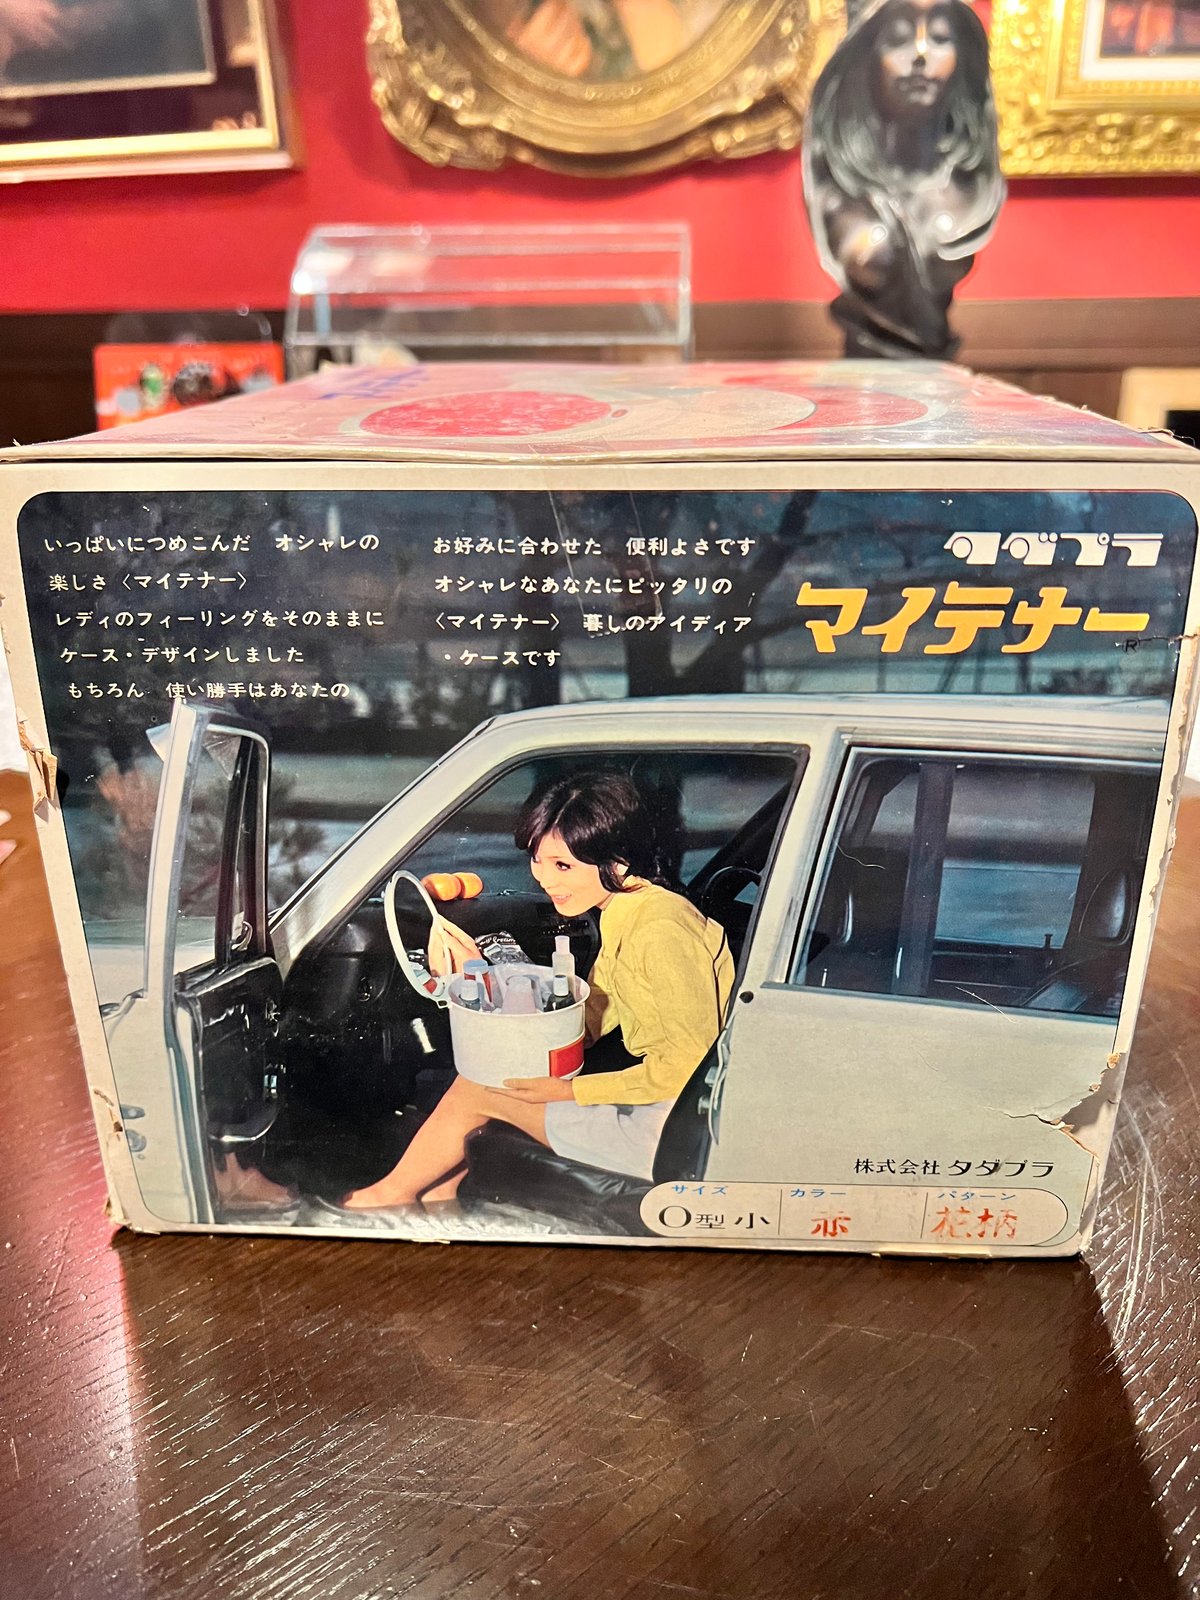 いっぱいにつめこんだ オシャレの
楽しさ〈マイテナー〉
レディのフィーリングをそのままに
ケース・デザインしました
もちろん 使い勝手はあなたの
お好みに合わせた 便利よさです
オシャレなあなたにピッタリの
〈マイテナー〉 暮しのアイディア
・ケースです
タダプラ
マイテナー®
株式会社タダプラ
サイズ カラー パターン
O型 小 赤 花柄